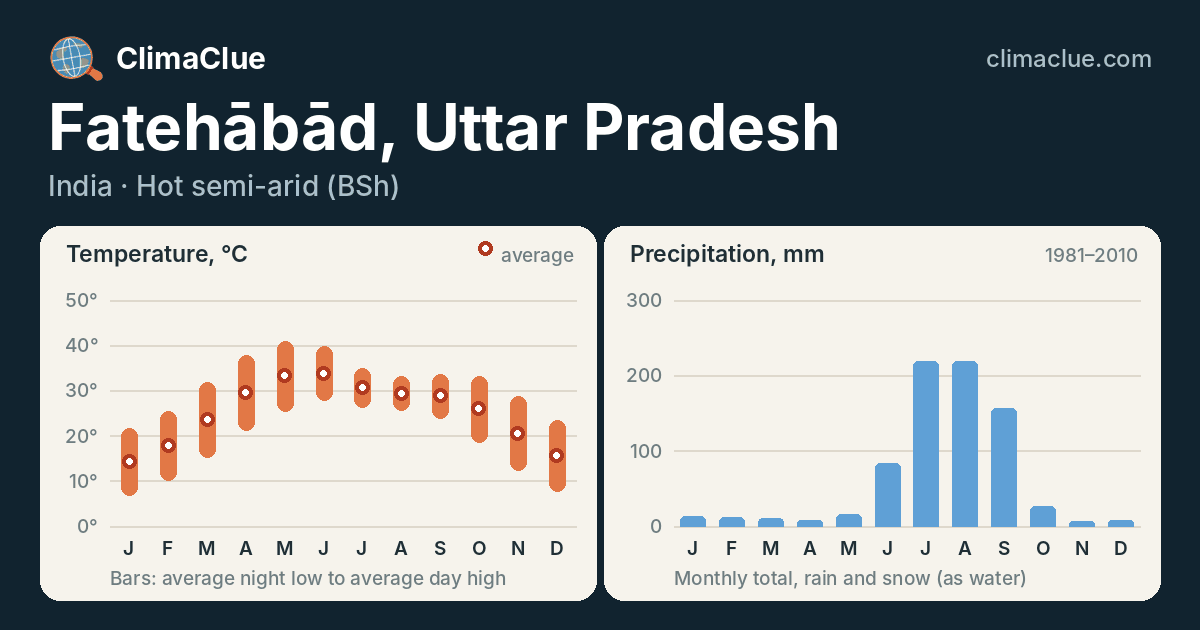 ClimaClue
climaclue.com
Fatehābād, Uttar Pradesh
India · Hot semi-arid (BSh)
Temperature, °C
average
50°
40°
30°
20°
10°
0°
J F M A M J J A S O N D
Bars: average night low to average day high
Precipitation, mm
1981–2010
300
200
100
0
J F M A M J J A S O N D
Monthly total, rain and snow (as water)